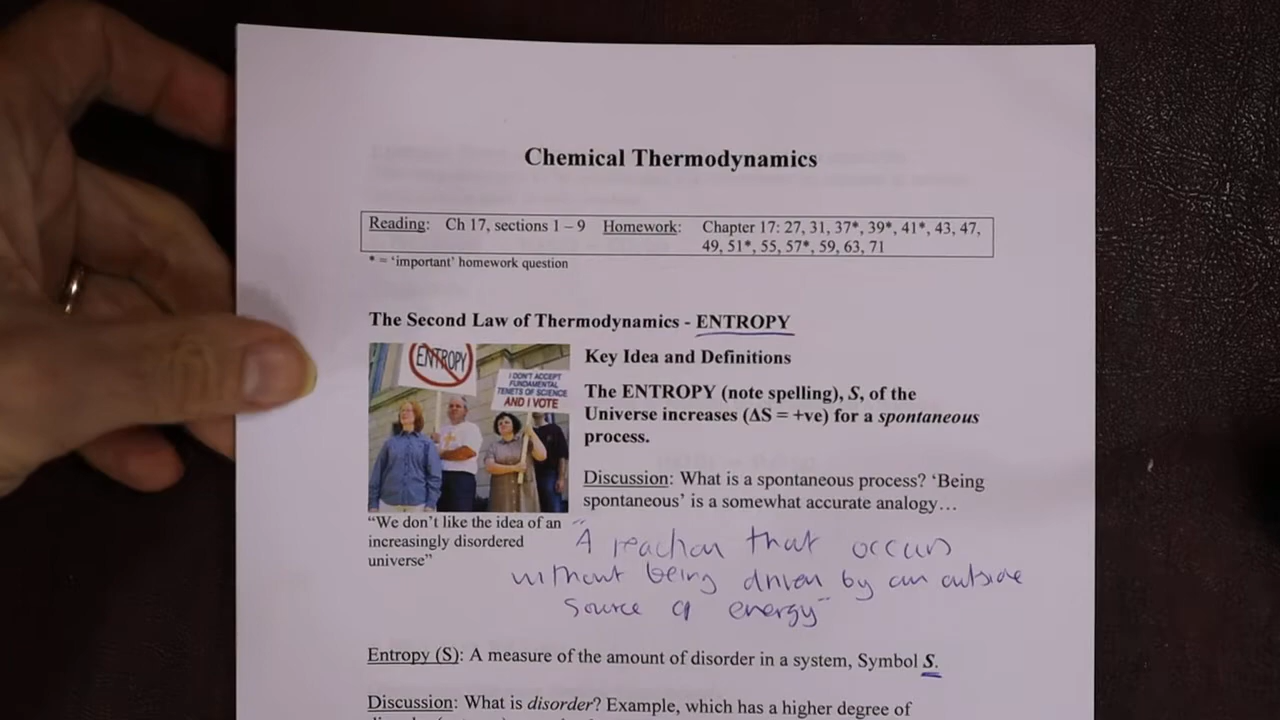 Chemical Thermodynamics
Reading: Ch 17, sections 1 – 9 Homework: Chapter 17: 27, 31, 37*, 39*, 41*, 43, 47,
49, 51*, 55, 57*, 59, 63, 71
* = ‘important’ homework question
The Second Law of Thermodynamics - ENTROPY
ENTROPY
I DON'T ACCEPT
FUNDAMENTAL
TENETS OF SCIENCE
AND I VOTE
Key Idea and Definitions
The ENTROPY (note spelling), S, of the
Universe increases (ΔS = +ve) for a spontaneous
process.
Discussion: What is a spontaneous process? ‘Being
spontaneous’ is a somewhat accurate analogy…
“We don’t like the idea of an
increasingly disordered
universe”
"A reaction that occurs
without being driven by an outside
source of energy"
Entropy (S): A measure of the amount of disorder in a system, Symbol S.
Discussion: What is disorder? Example, which has a higher degree of